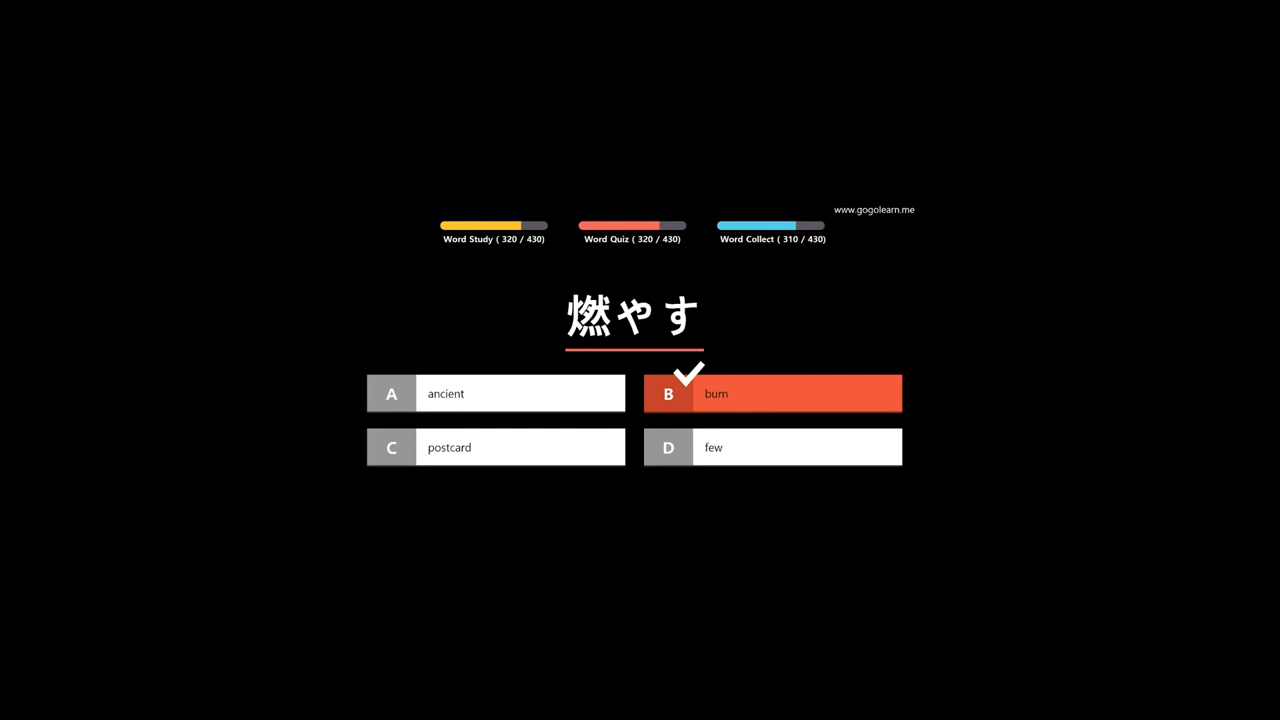 www.gogolearn.me
Word Study ( 320 / 430)
Word Quiz ( 320 / 430)
Word Collect ( 310 / 430)
燃やす
A ancient
B burn
C postcard
D few